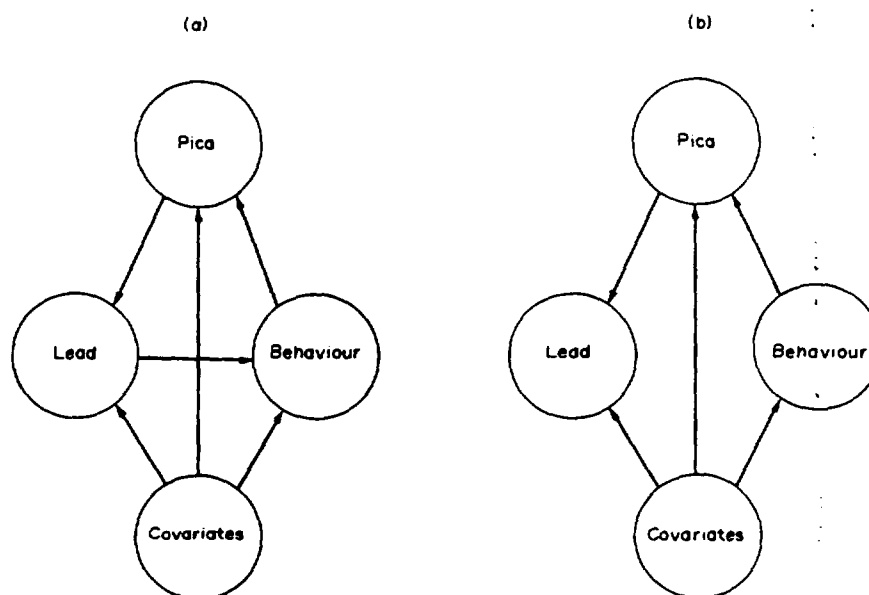 (a)
Pica
Lead
Behaviour
Covariates
(b)
Pica
Lead
Behaviour
Covariates